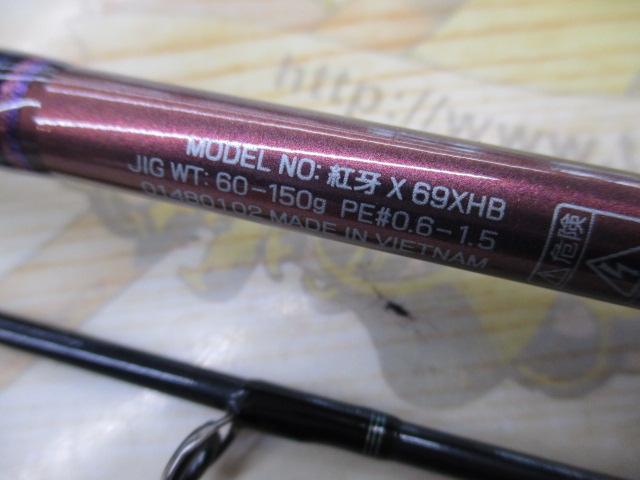 http://www.
MODEL NO: 紅牙 X 69XHB
JIG WT: 60-150g PE#0.6-1.5
01480102 MADE IN VIETNAM
危険